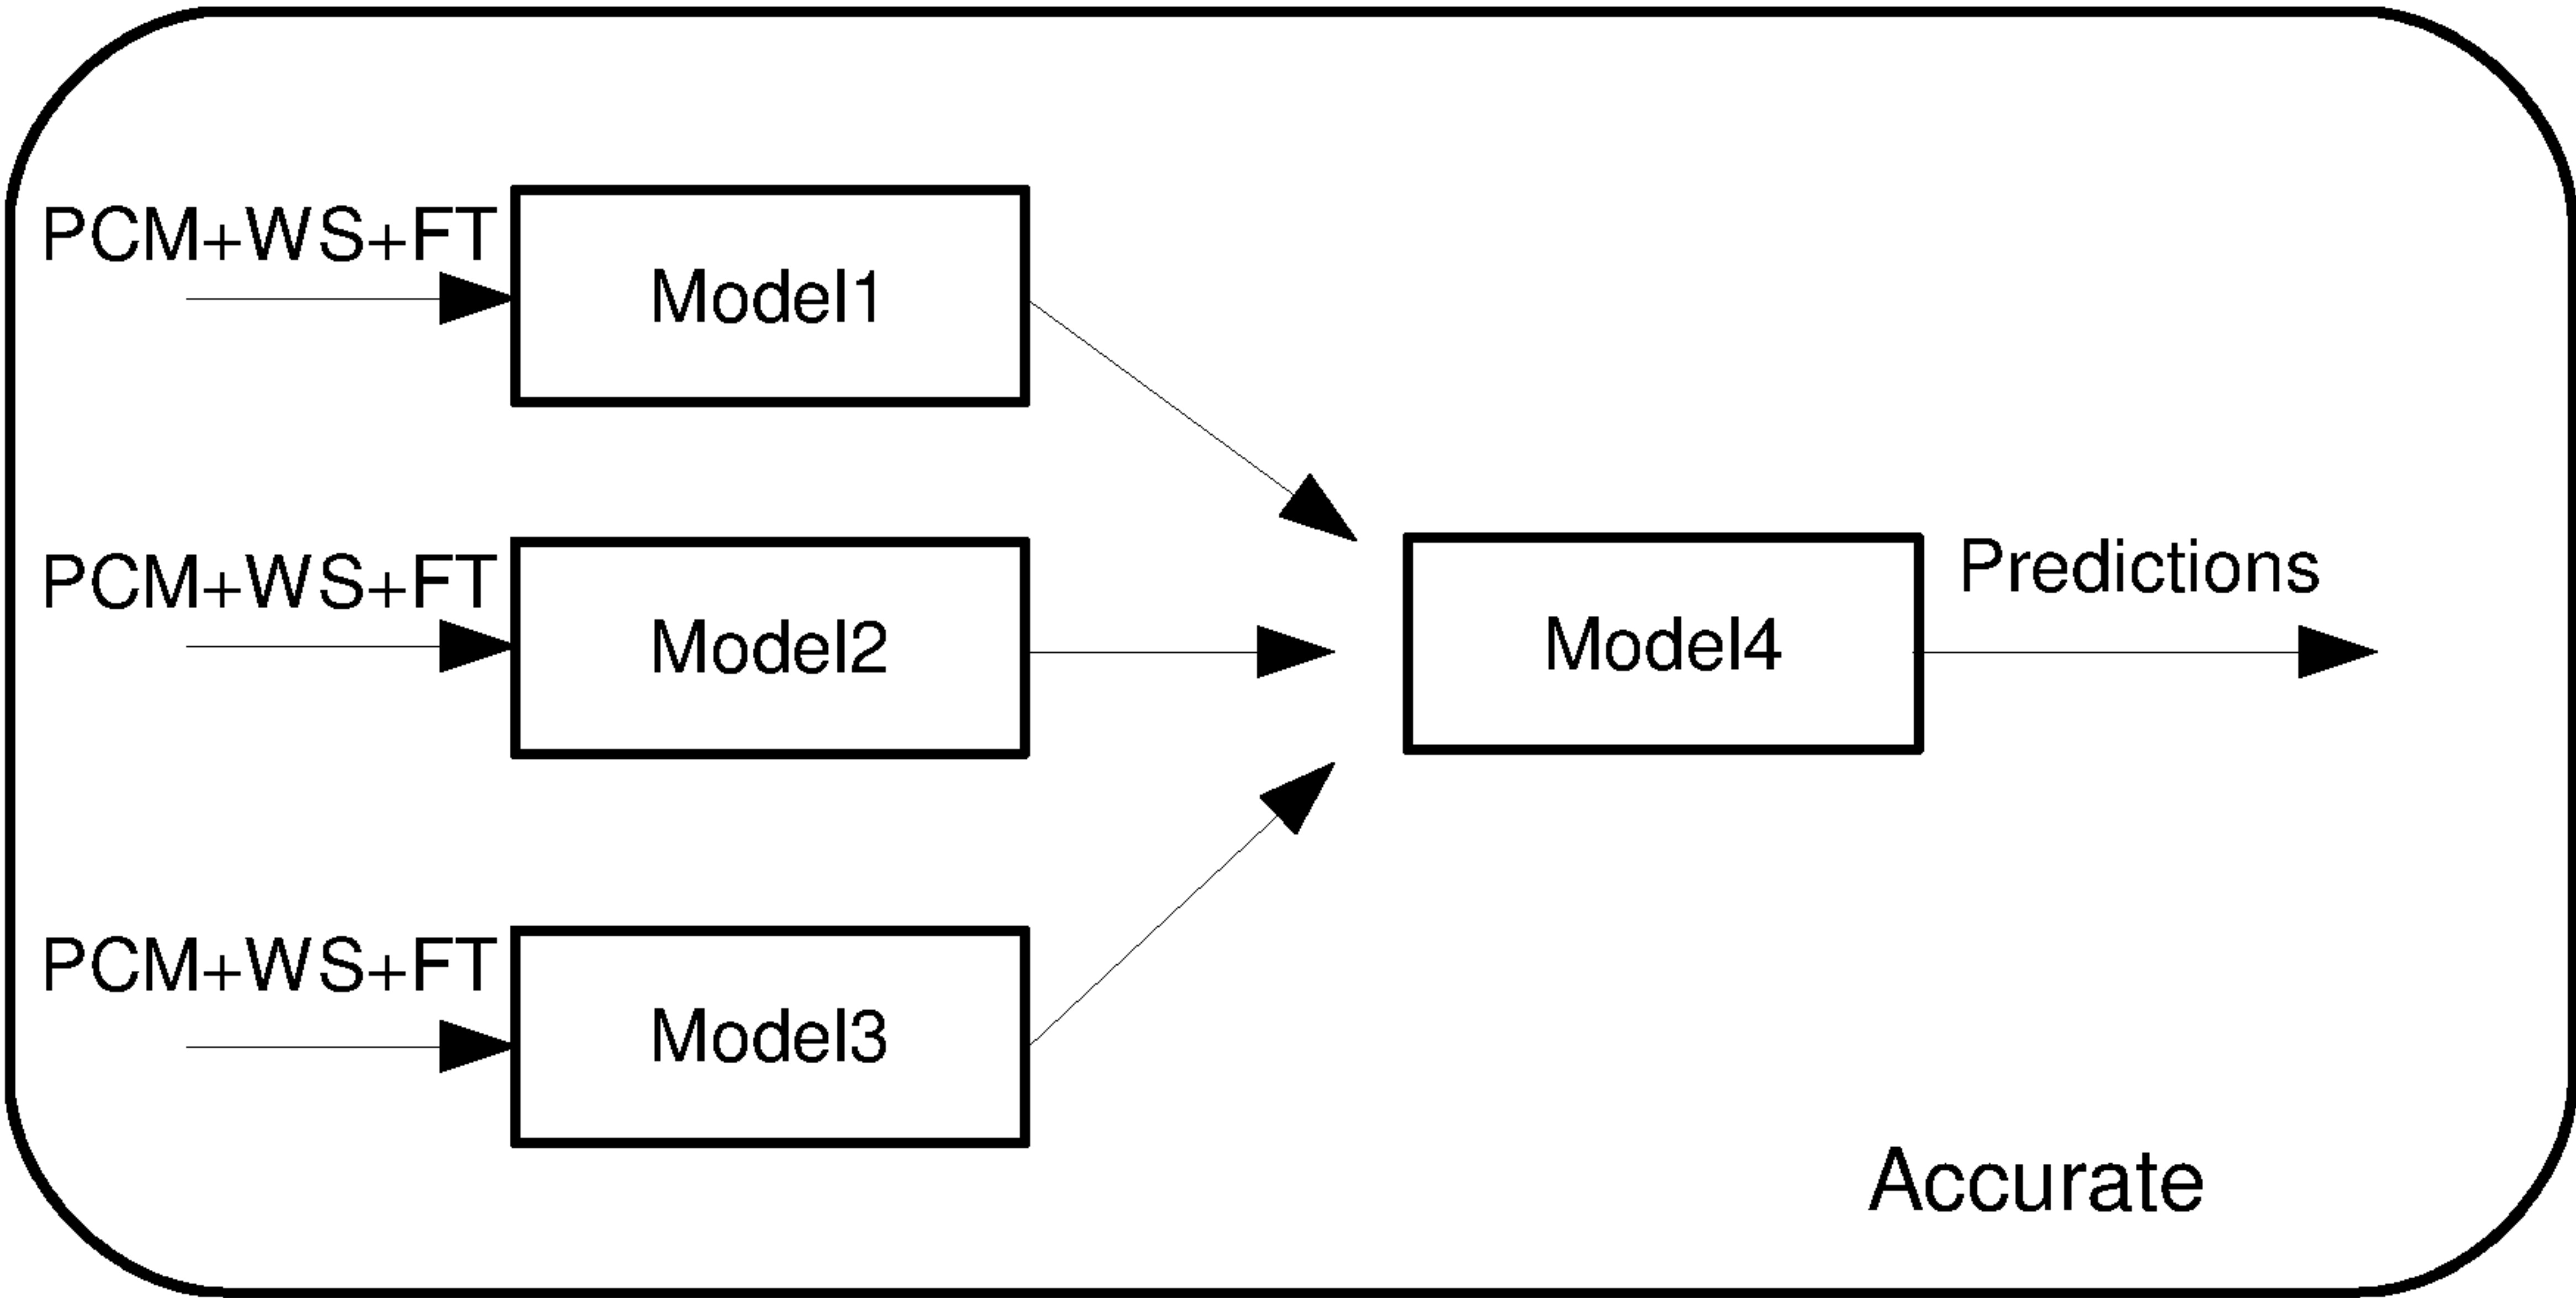 PCM+WS+FT
Model1
PCM+WS+FT
Model2
Model4
Predictions
PCM+WS+FT
Model3
Accurate